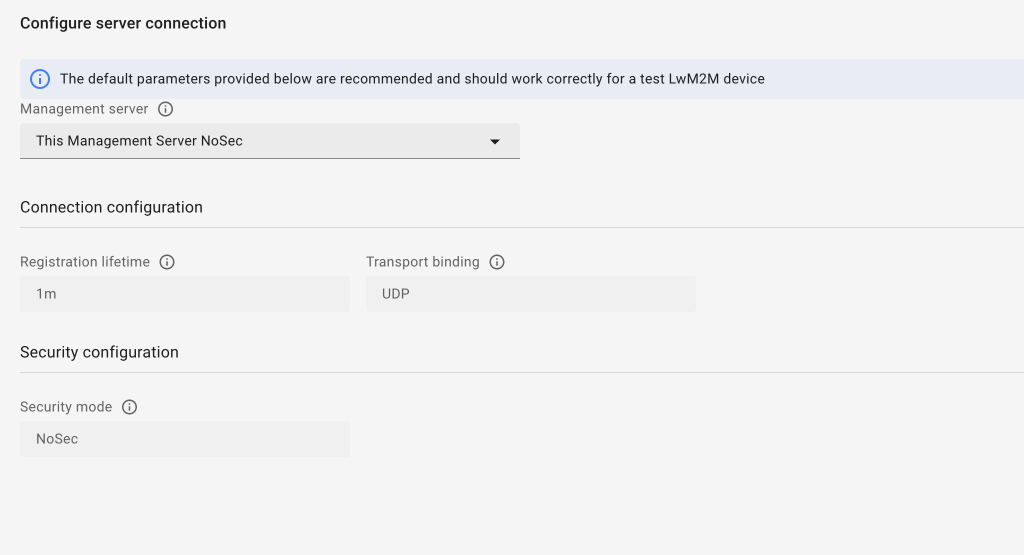 Configure server connection
The default parameters provided below are recommended and should work correctly for a test LwM2M device
Management server
This Management Server NoSec
Connection configuration
Registration lifetime
Transport binding
1m
UDP
Security configuration
Security mode
NoSec